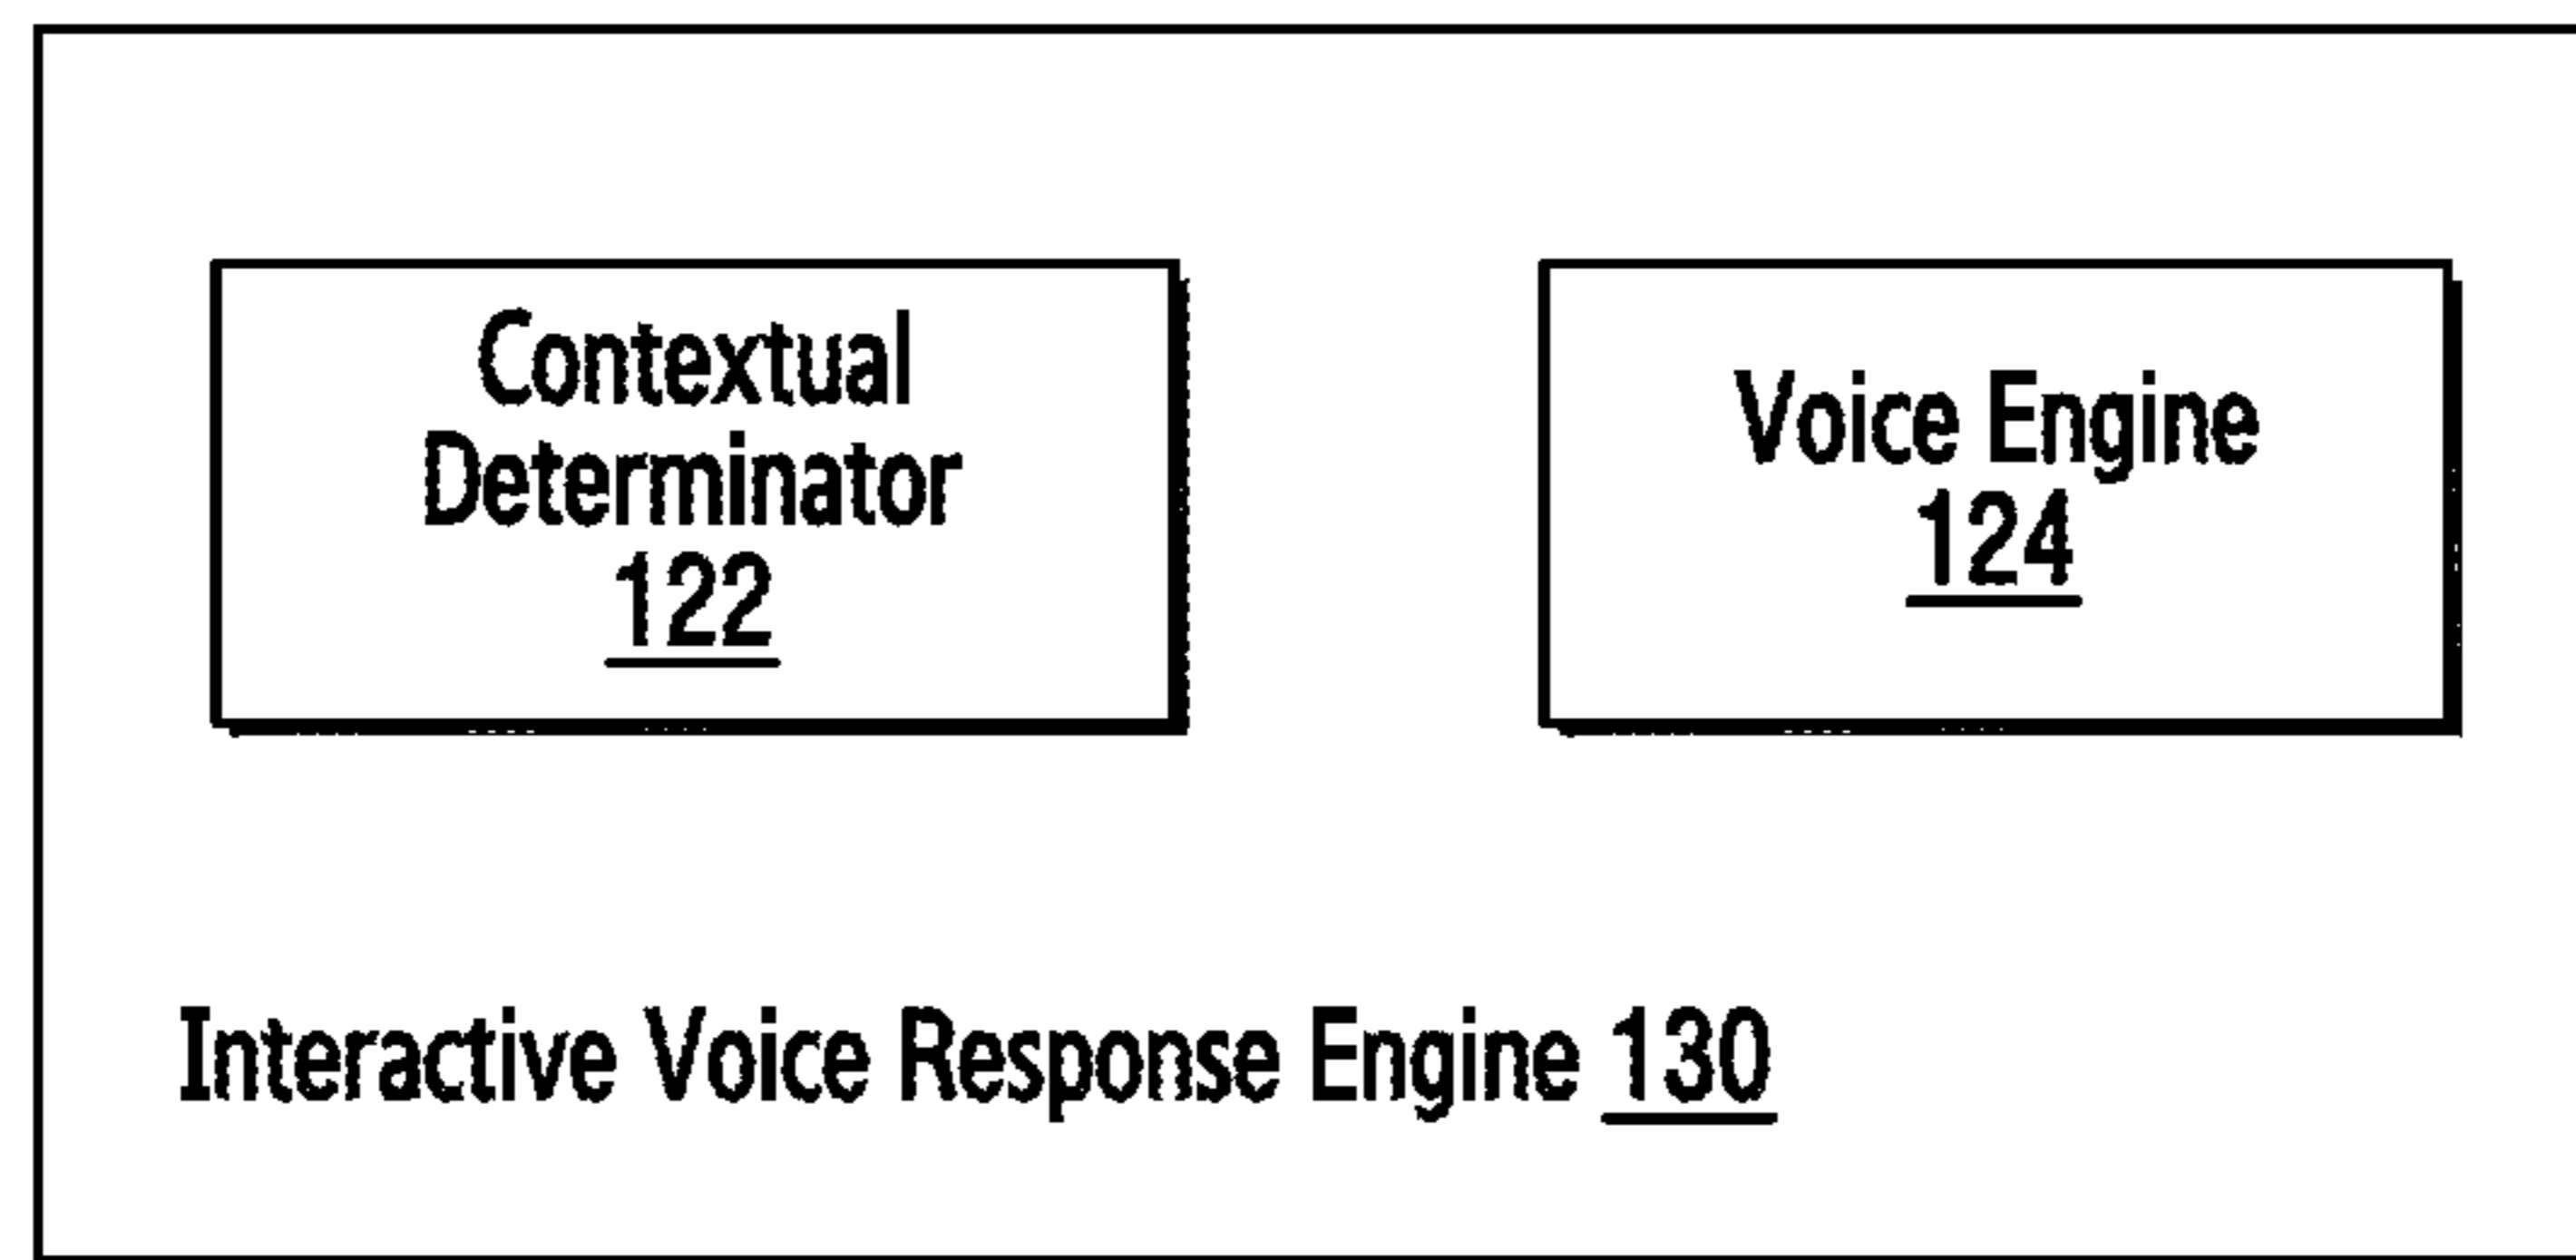 Contextual
Determinator
122
Voice Engine
124
Interactive Voice Response Engine 130